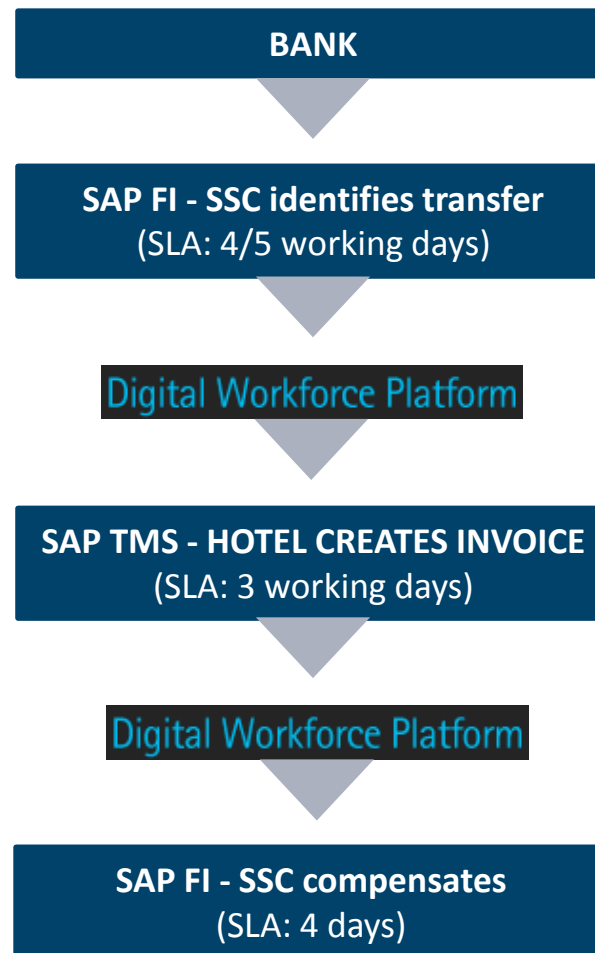 BANK
SAP FI - SSC identifies transfer
(SLA: 4/5 working days)
Digital Workforce Platform
SAP TMS - HOTEL CREATES INVOICE
(SLA: 3 working days)
Digital Workforce Platform
SAP FI - SSC compensates
(SLA: 4 days)